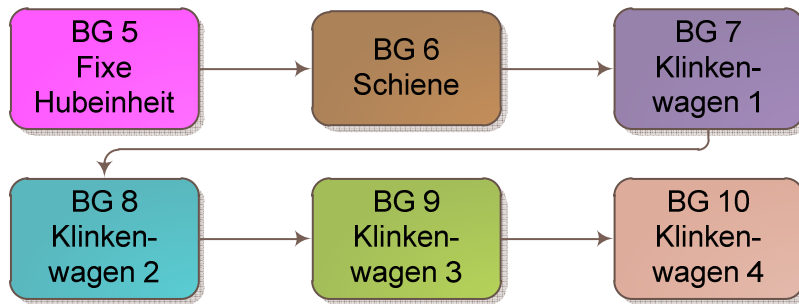 BG 5
Fixe
Hubeinheit
BG 6
Schiene
BG 7
Klinken-
wagen 1
BG 8
Klinken-
wagen 2
BG 9
Klinken-
wagen 3
BG 10
Klinken-
wagen 4